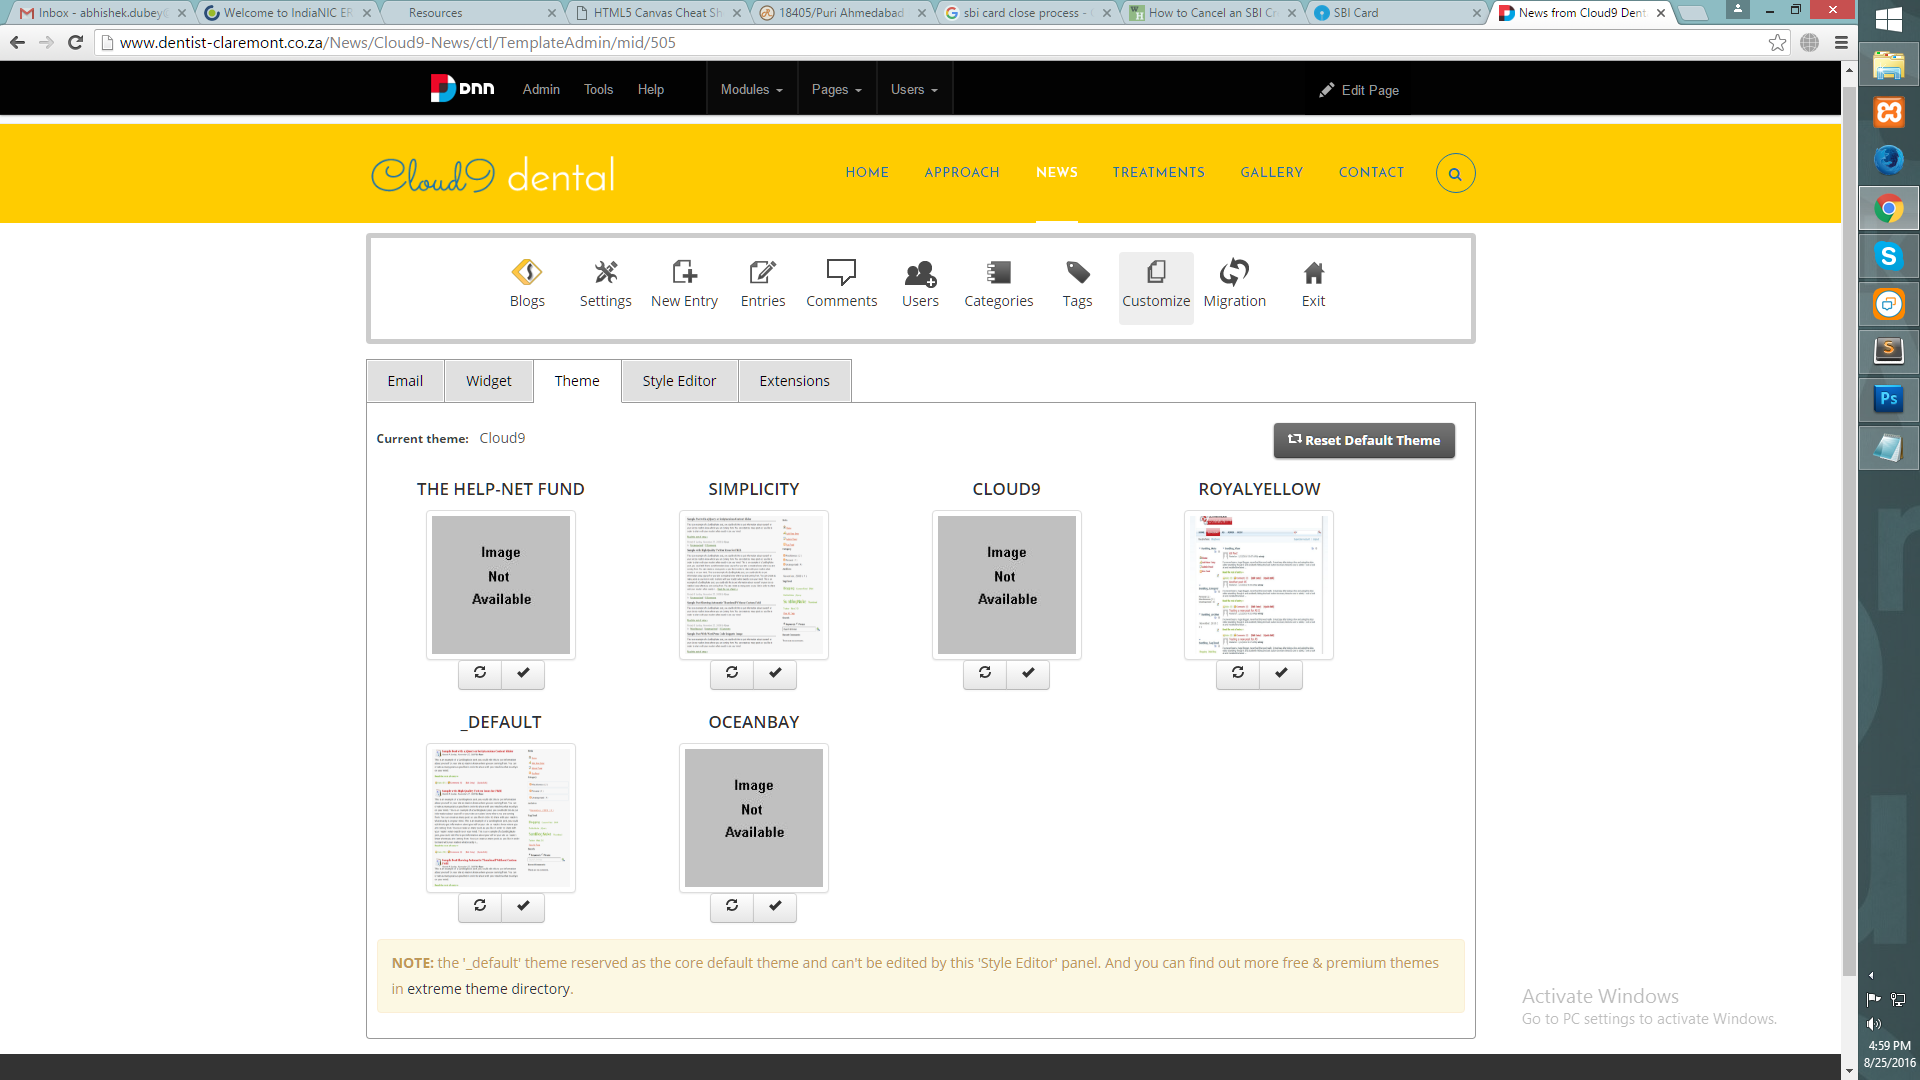 Inbox - abhishek.dubey@
Welcome to IndiaNIC ER
Resources
HTML5 Canvas Cheat Sh
18405/Puri Ahmedabad
sbi card close process -
How to Cancel an SBI Cr
SBI Card
News from Cloud9 Dent
www.dentist-claremont.co.za/News/Cloud9-News/ctl/TemplateAdmin/mid/505
DNN
Admin
Tools
Help
Modules
Pages
Users
Edit Page
Cloud9 dental
HOME
APPROACH
NEWS
TREATMENTS
GALLERY
CONTACT
Blogs
Settings
New Entry
Entries
Comments
Users
Categories
Tags
Customize
Migration
Exit
Email
Widget
Theme
Style Editor
Extensions
Current theme: Cloud9
Reset Default Theme
THE HELP-NET FUND
SIMPLICITY
CLOUD9
ROYALYELLOW
Image
Not
Available
Image
Not
Available
_DEFAULT
OCEANBAY
Image
Not
Available
NOTE: the '_default' theme reserved as the core default theme and can't be edited by this 'Style Editor' panel. And you can find out more free & premium themes
in extreme theme directory.
Activate Windows
Go to PC settings to activate Windows.
S
S
Ps
4:59 PM
8/25/2016